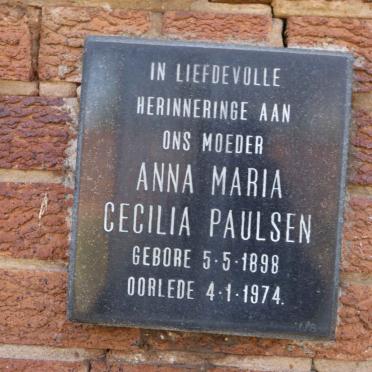 IN LIEFDEVOLLE
HERINNERINGE AAN
ONS MOEDER
ANNA MARIA
CECILIA PAULSEN
GEBORE 5·5·1898
OORLEDE 4·1·1974.